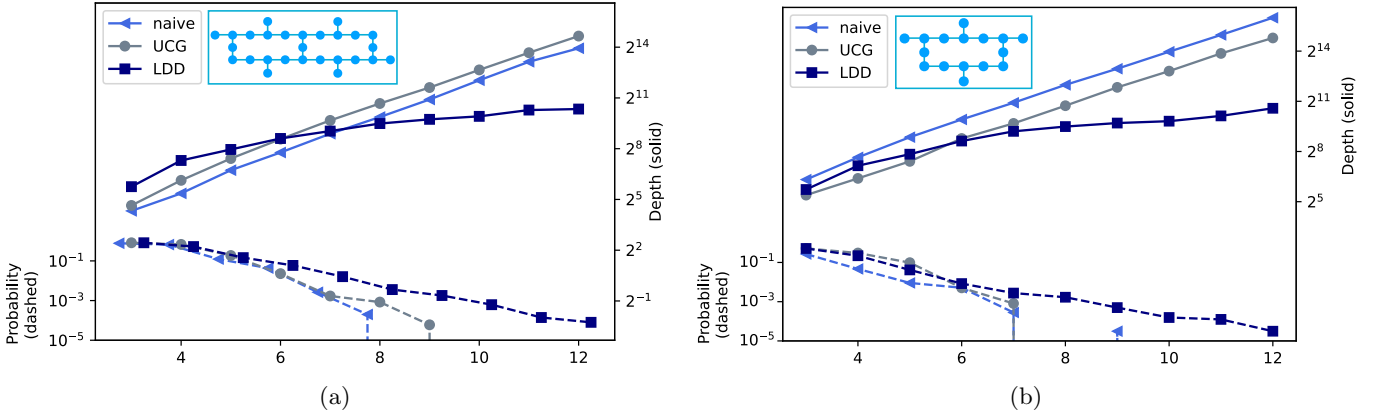 naive
UCG
LDD
2^14
2^11
2^8
2^5
2^2
2^-1
Depth (solid)
10^-1
10^-3
10^-5
Probability
(dashed)
4 6 8 10 12
(a)
naive
UCG
LDD
2^14
2^11
2^8
2^5
Depth (solid)
10^-1
10^-3
10^-5
Probability
(dashed)
4 6 8 10 12
(b)